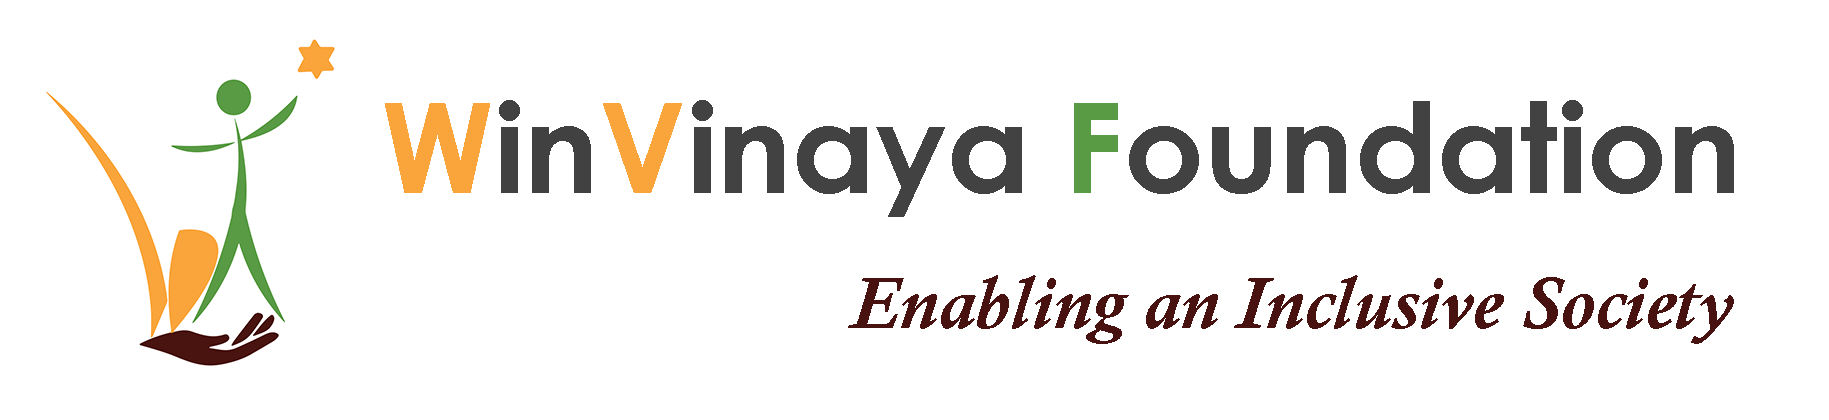 WinVinaya Foundation
Enabling an Inclusive Society